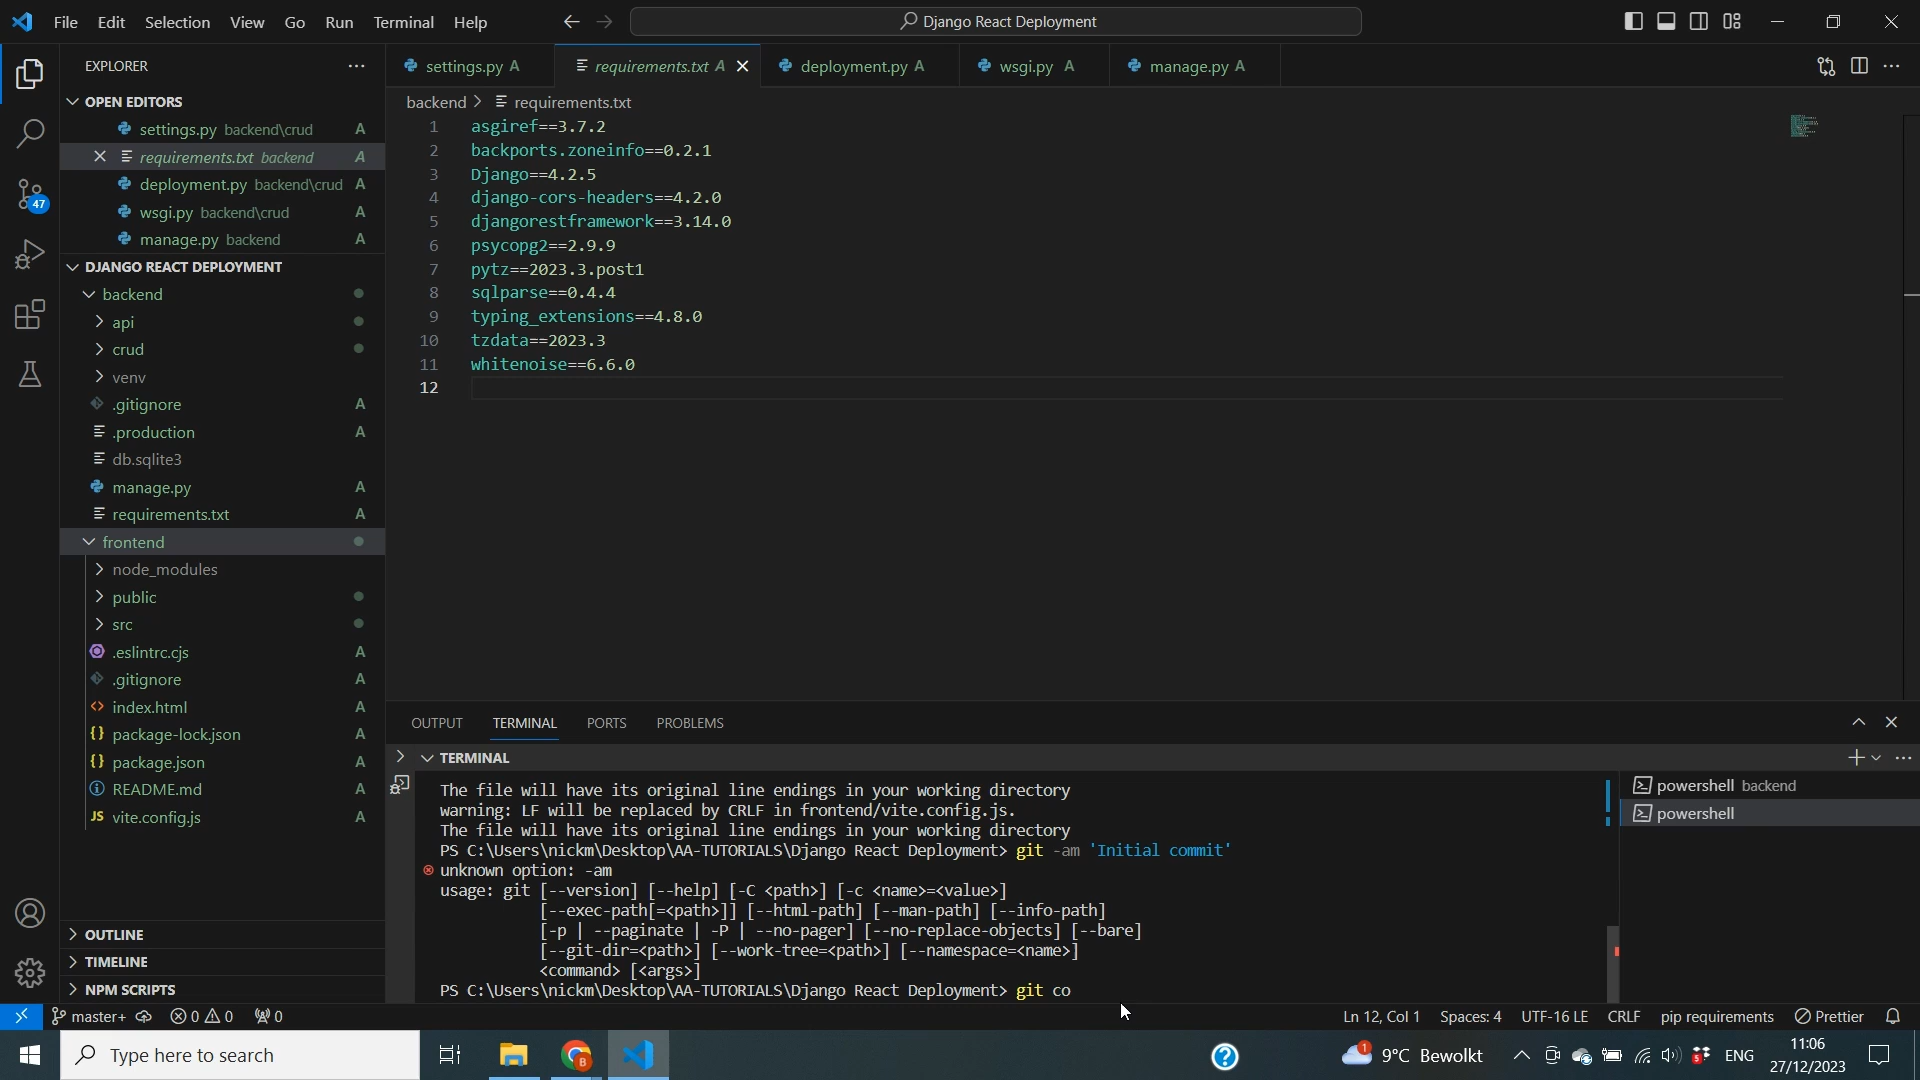 File Edit Selection View Go Run Terminal Help
Django React Deployment
EXPLORER
OPEN EDITORS
settings.py backend\crud A
requirements.txt backend A
deployment.py backend\crud A
wsgi.py backend\crud A
manage.py backend A
DJANGO REACT DEPLOYMENT
backend
api
crud
venv
.gitignore A
.production A
db.sqlite3
manage.py A
requirements.txt A
frontend
node_modules
public
src
.eslintrc.cjs A
.gitignore A
index.html A
package-lock.json A
package.json A
README.md A
JS vite.config.js A
OUTLINE
TIMELINE
NPM SCRIPTS
47
settings.py A
requirements.txt A
deployment.py A
wsgi.py A
manage.py A
backend > requirements.txt
1 asgiref==3.7.2
2 backports.zoneinfo==0.2.1
3 Django==4.2.5
4 django-cors-headers==4.2.0
5 djangorestframework==3.14.0
6 psycopg2==2.9.9
7 pytz==2023.3.post1
8 sqlparse==0.4.4
9 typing_extensions==4.8.0
10 tzdata==2023.3
11 whitenoise==6.6.0
12
OUTPUT TERMINAL PORTS PROBLEMS
TERMINAL
The file will have its original line endings in your working directory
warning: LF will be replaced by CRLF in frontend/vite.config.js.
The file will have its original line endings in your working directory
PS C:\Users\nickm\Desktop\AA-TUTORIALS\Django React Deployment> git -am 'Initial commit'
unknown option: -am
usage: git [--version] [--help] [-C <path>] [-c <name>=<value>]
[--exec-path[=<path>]] [--html-path] [--man-path] [--info-path]
[-p | --paginate | -P | --no-pager] [--no-replace-objects] [--bare]
[--git-dir=<path>] [--work-tree=<path>] [--namespace=<name>]
<command> [<args>]
PS C:\Users\nickm\Desktop\AA-TUTORIALS\Django React Deployment> git co
powershell backend
powershell
master+ 0 0 0
Ln 12, Col 1 Spaces: 4 UTF-16 LE CRLF pip requirements Prettier
Type here to search
1 9°C Bewolkt
5
ENG
11:06
27/12/2023